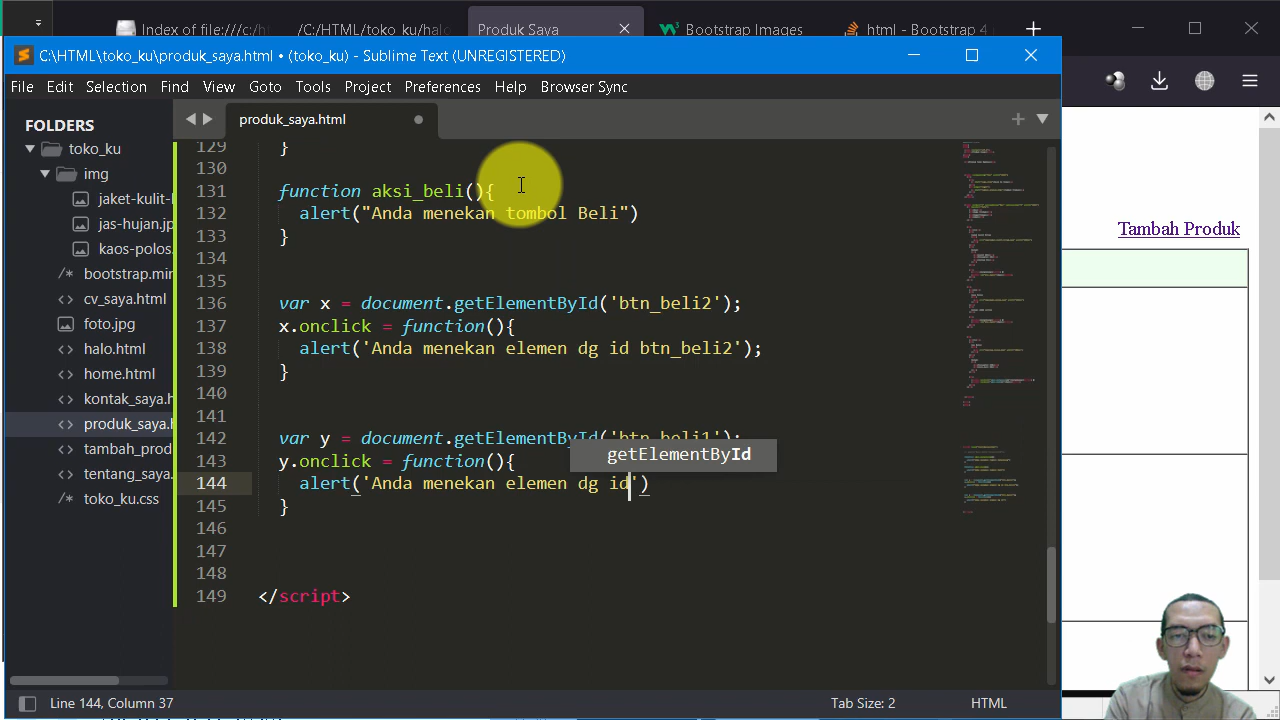 Index of file:///c:/h
/C:/HTML/toko_ku/halo
Produk Saya
Bootstrap Images
html - Bootstrap 4
C:\HTML\toko_ku\produk_saya.html • (toko_ku) - Sublime Text (UNREGISTERED)
File Edit Selection Find View Goto Tools Project Preferences Help Browser Sync
FOLDERS
toko_ku
img
jas-hujan.jp
kaos-polos.
bootstrap.mir
cv_saya.html
foto.jpg
halo.html
home.html
kontak_saya.h
produk_saya.h
tambah_prod
toko_ku.css
produk_saya.html
129 }
130
131 function aksi_beli(){
132 alert("Anda menekan tombol Beli")
133 }
134
135
136 var x = document.getElementById('btn_beli2');
137 x.onclick = function(){
138 alert('Anda menekan elemen dg id btn_beli2');
139 }
140
141
142 var y = document.getElementById('btn_beli1');
143 y.onclick = function(){
getElementById
144 alert('Anda menekan elemen dg id')
145
146
147
148
149 </script>
Line 144, Column 37
Tab Size: 2
HTML
Tambah Produk